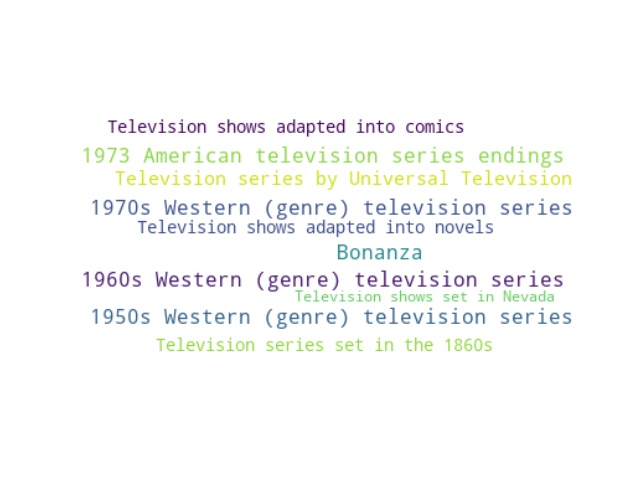 Television shows adapted into comics
1973 American television series endings
Television series by Universal Television
1970s Western (genre) television series
Television shows adapted into novels
Bonanza
1960s Western (genre) television series
Television shows set in Nevada
1950s Western (genre) television series
Television series set in the 1860s